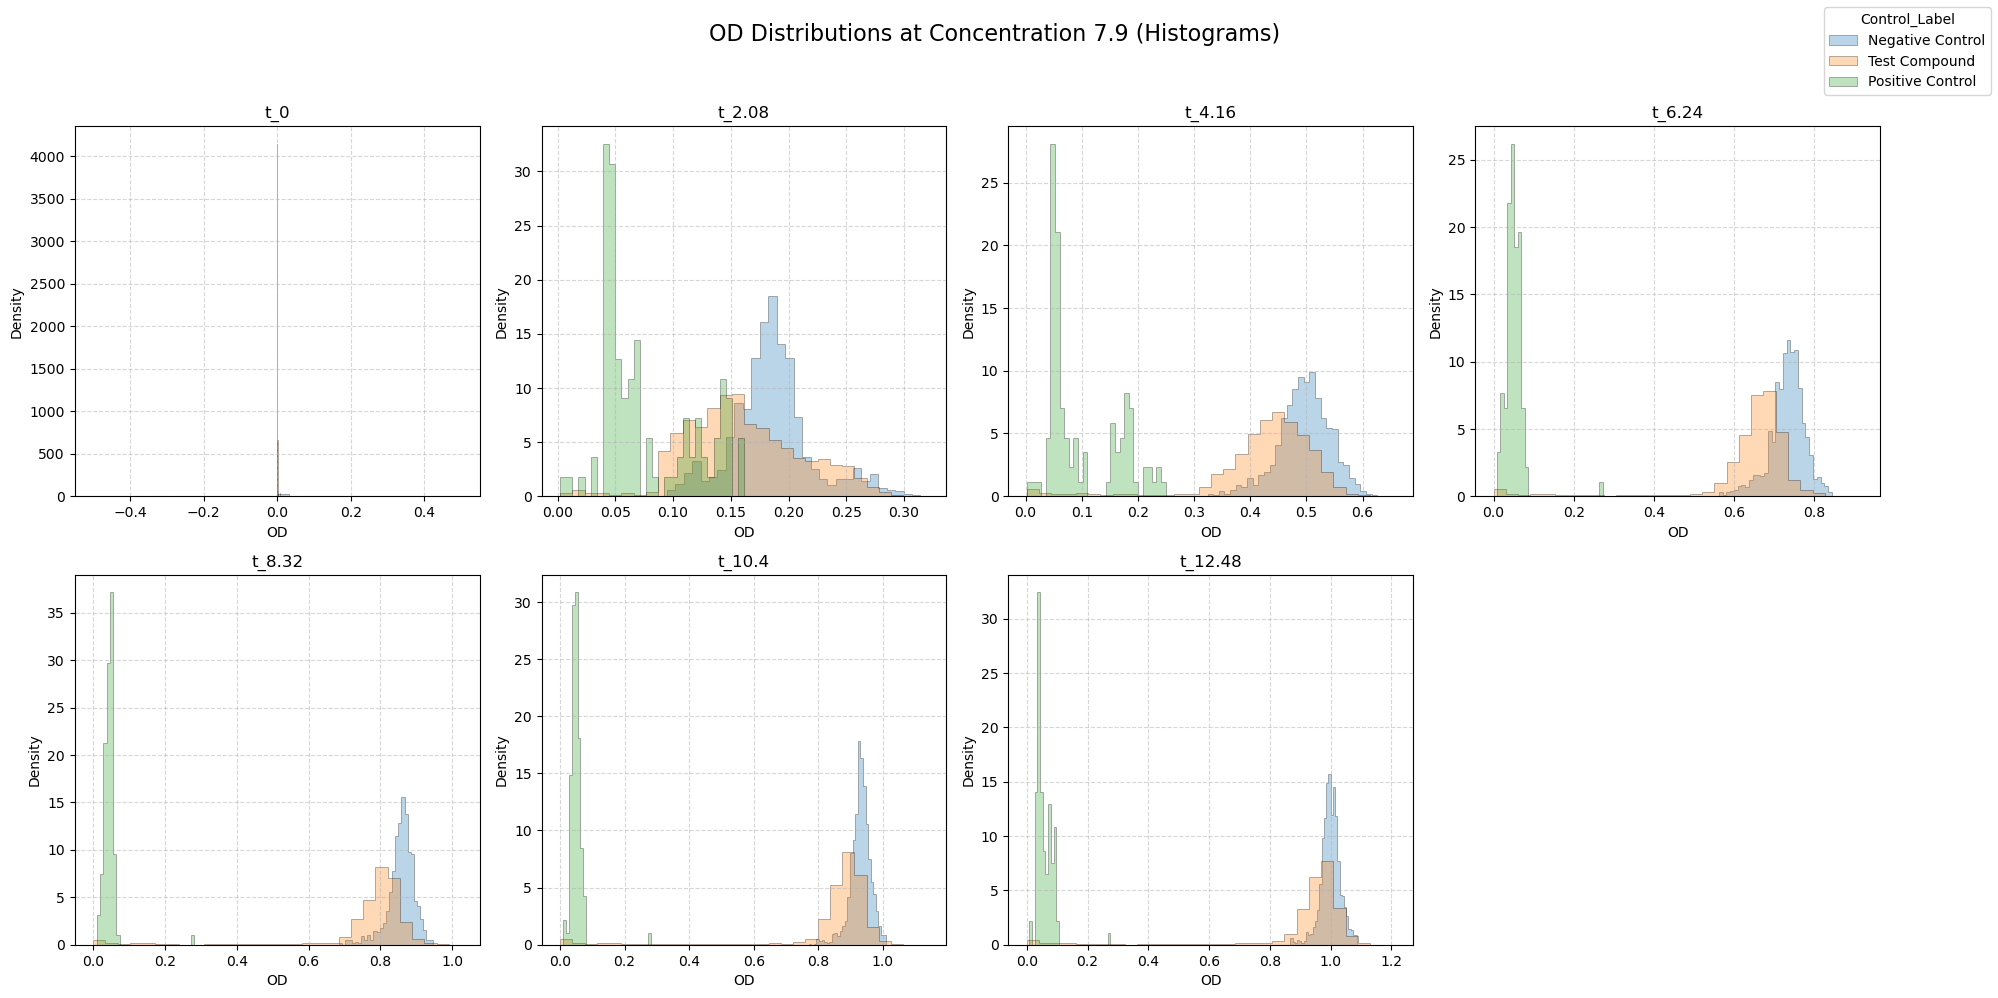 OD Distributions at Concentration 7.9 (Histograms)
Control_Label
Negative Control
Test Compound
Positive Control
t_0
4000
3500
3000
2500
2000
1500
1000
500
0
Density
−0.4 −0.2 0.0 0.2 0.4
OD
t_2.08
30
25
20
15
10
5
0
Density
0.00 0.05 0.10 0.15 0.20 0.25 0.30
OD
t_4.16
25
20
15
10
5
0
Density
0.0 0.1 0.2 0.3 0.4 0.5 0.6
OD
t_6.24
25
20
15
10
5
0
Density
0.0 0.2 0.4 0.6 0.8
OD
t_8.32
35
30
25
20
15
10
5
0
Density
0.0 0.2 0.4 0.6 0.8 1.0
OD
t_10.4
30
25
20
15
10
5
0
Density
0.0 0.2 0.4 0.6 0.8 1.0
OD
t_12.48
30
25
20
15
10
5
0
Density
0.0 0.2 0.4 0.6 0.8 1.0 1.2
OD